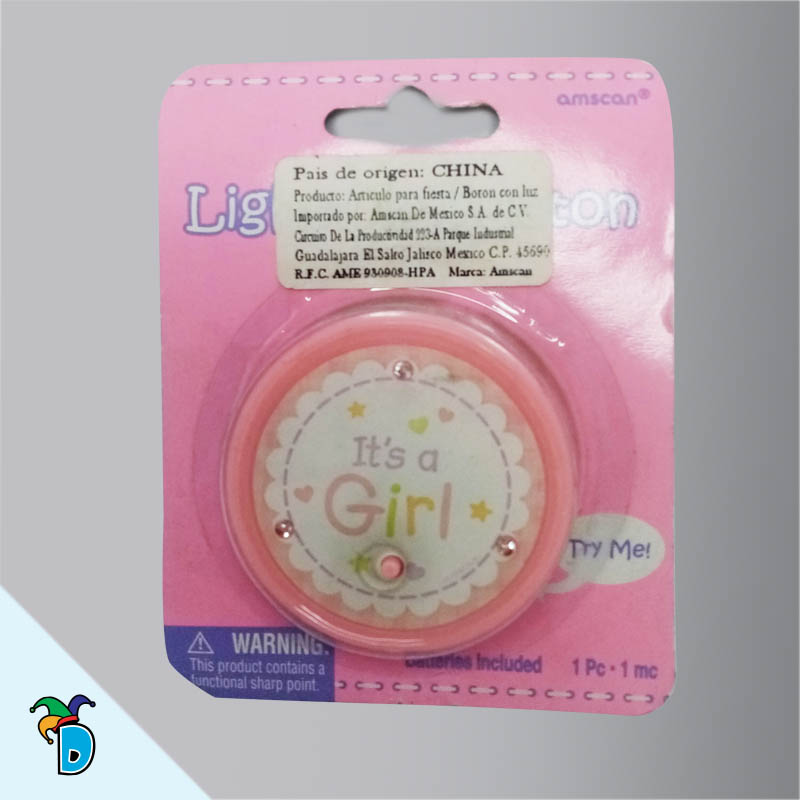 amscan®
Pais de origen: CHINA
Producto: Articulo para fiesta / Boton con luz
Importado por: Amscan De Mexico S.A. de C.V.
Circuito De La Productividad 223-A Parque Industrial
Guadalajara El Salto Jalisco Mexico C.P. 45690
R.F.C. AME 930908-HPA Marca: Amscan
It's a
Girl
Try Me!
WARNING:
This product contains a
functional sharp point.
Batteries Included 1 Pc • 1 mc
D